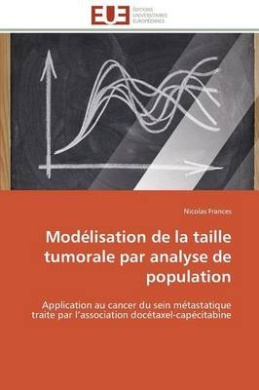 EUE
ÉDITIONS
UNIVERSITAIRES
EUROPÉENNES
Nicolas Frances
Modélisation de la taille
tumorale par analyse de
population
Application au cancer du sein métastatique
traite par l'association docétaxel-capécitabine